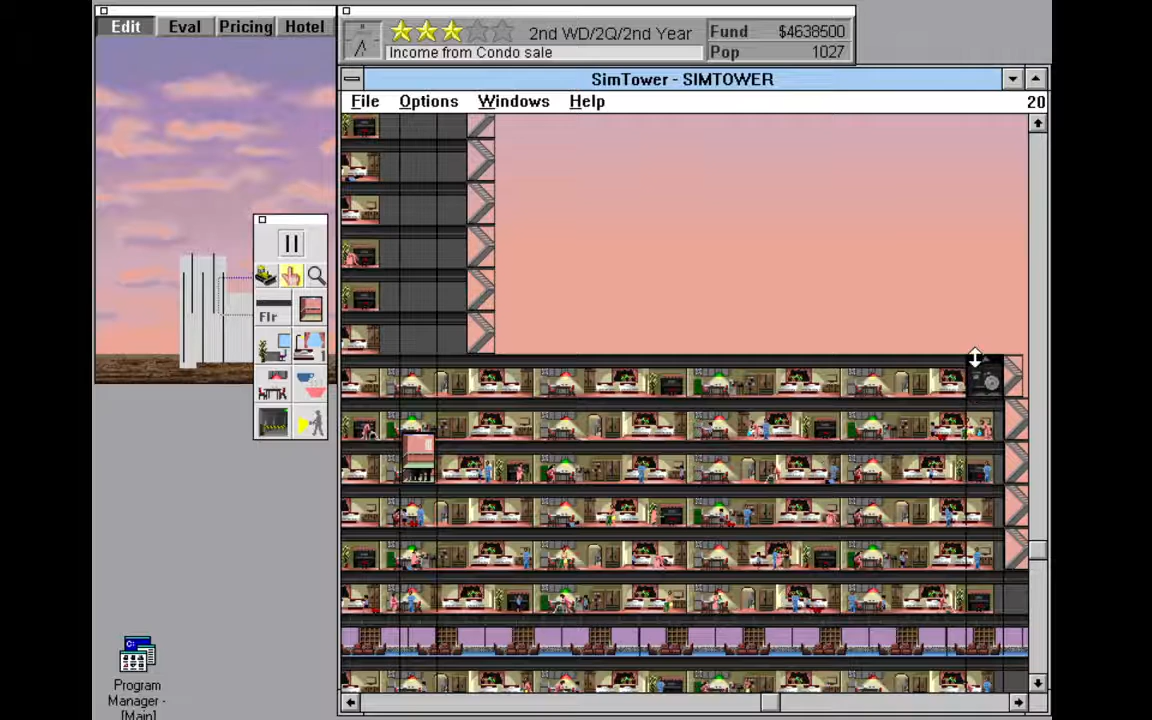 Edit Eval Pricing Hotel
2nd WD/2Q/2nd Year
Income from Condo sale
Fund $4638500
Pop 1027
SimTower - SIMTOWER
File Options Windows Help 20
Flr
Program
Manager -
[Main]